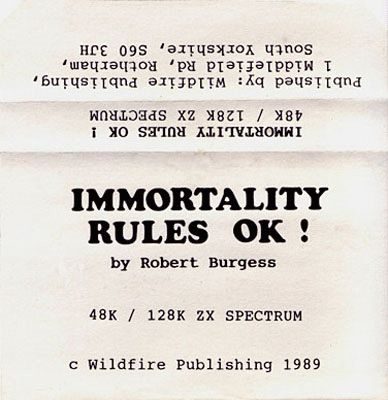 Published by: Wildfire Publishing,
1 Middlefield Rd, Rotherham,
South Yorkshire, S60 3JH
IMMORTALITY RULES OK !
48K / 128K ZX SPECTRUM
IMMORTALITY
RULES OK !
by Robert Burgess
48K / 128K ZX SPECTRUM
c Wildfire Publishing 1989